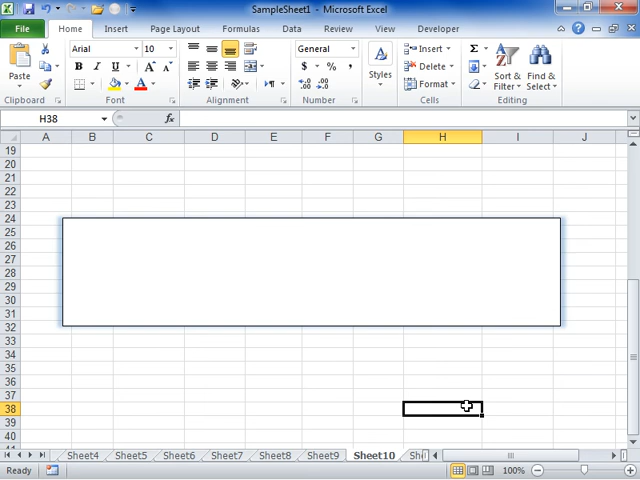 SampleSheet1 - Microsoft Excel
File Home Insert Page Layout Formulas Data Review View Developer
Arial 10 General
Paste B I U A A $ % , Styles Insert Delete Format Sort & Filter Find & Select
Clipboard Font Alignment Number Cells Editing
H38 fx
A B C D E F G H I J
19
20
21
22
23
24
25
26
27
28
29
30
31
32
33
34
35
36
37
38
39
40
41
Sheet4 Sheet5 Sheet6 Sheet7 Sheet8 Sheet9 Sheet10
Ready 100%